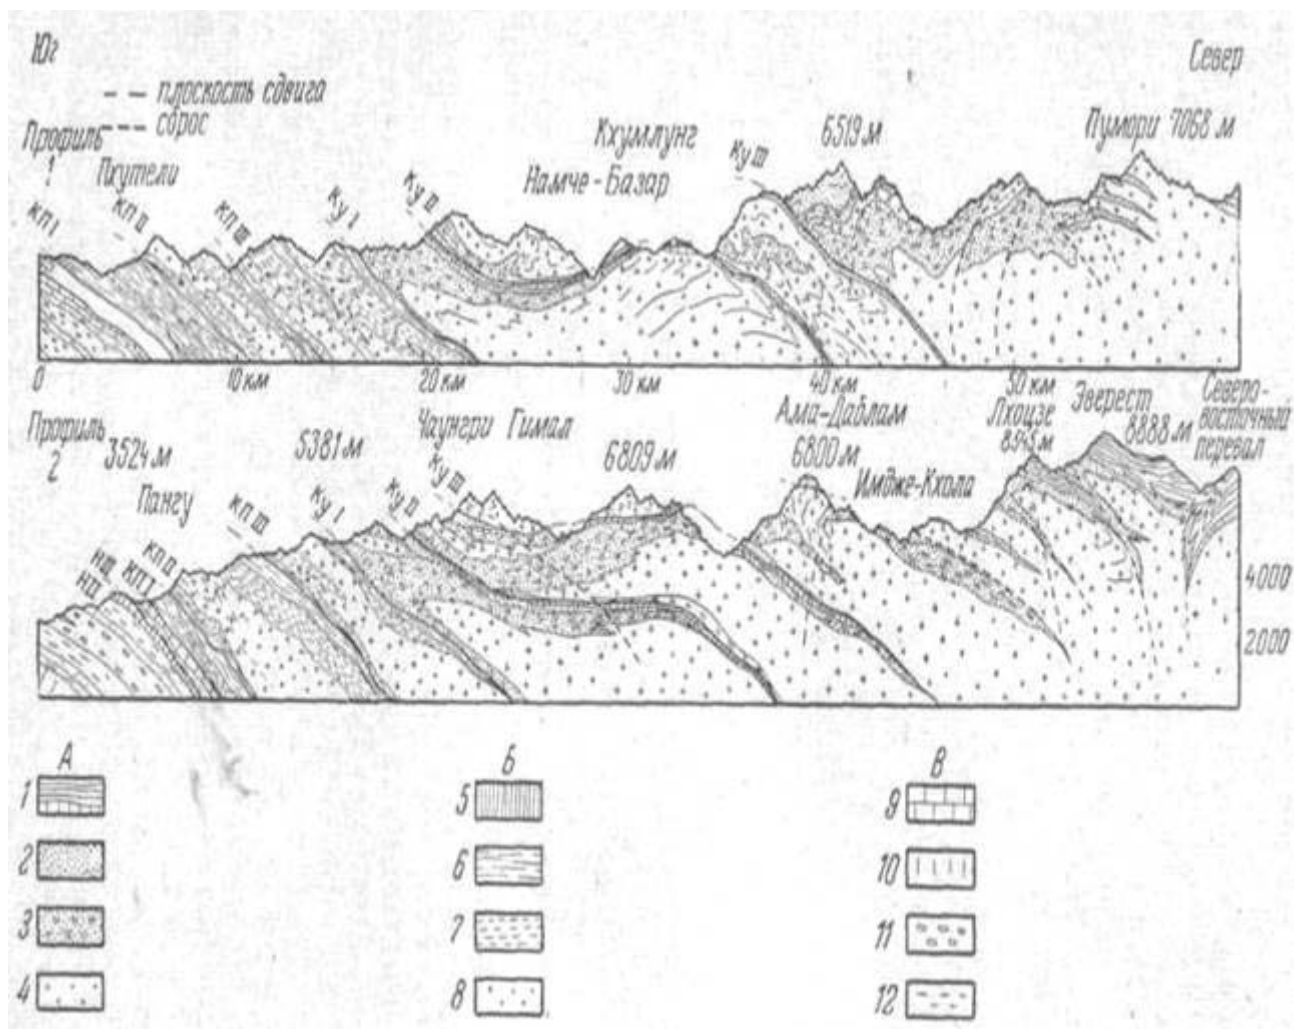 Юг
Север
плоскость сдвига
сброс
Профиль
1
Пхутели
Кхумлунг
Намче-Базар
6519 м
Пумори 7068 м
КП I
КП II
КП III
КУ I
КУ II
КУ III
0
10 км
20 км
30 км
40 км
50 км
Профиль
2
3524 м
Пангу
5381 м
Чаунгри Гимал
6809 м
Ама-Даблам
6800 м
Имдже-Кхола
Лхоцзе
Эверест
8888 м
Северо-
восточный
перевал
НП
КП I
КП II
КП III
КУ I
КУ II
КУ III
4000
2000
А
Б
В
1
2
3
4
5
6
7
8
9
10
11
12